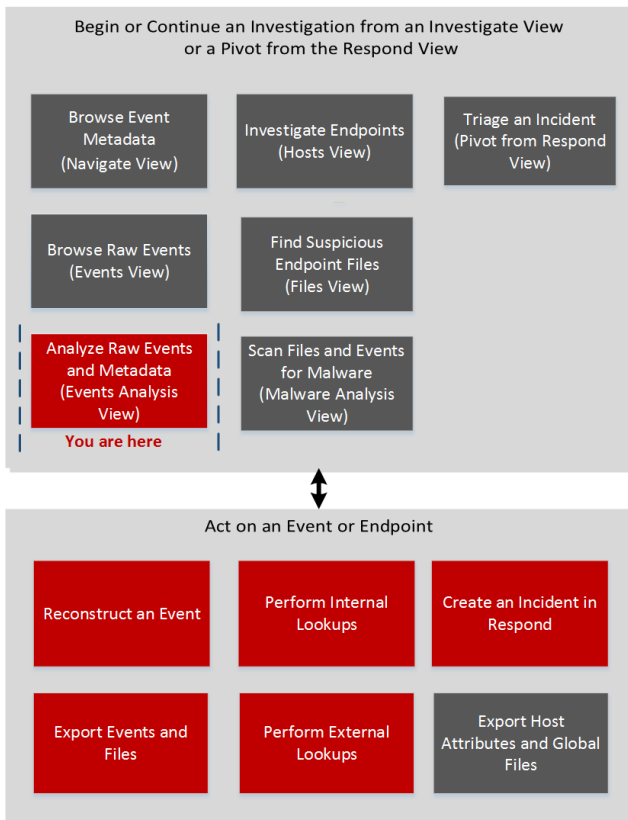 Begin or Continue an Investigation from an Investigate View
or a Pivot from the Respond View
Browse Event
Metadata
(Navigate View)
Investigate Endpoints
(Hosts View)
Triage an Incident
(Pivot from Respond
View)
Browse Raw Events
(Events View)
Find Suspicious
Endpoint Files
(Files View)
Analyze Raw Events
and Metadata
(Events Analysis
View)
Scan Files and Events
for Malware
(Malware Analysis
View)
You are here
Act on an Event or Endpoint
Reconstruct an Event
Perform Internal
Lookups
Create an Incident in
Respond
Export Events and
Files
Perform External
Lookups
Export Host
Attributes and Global
Files